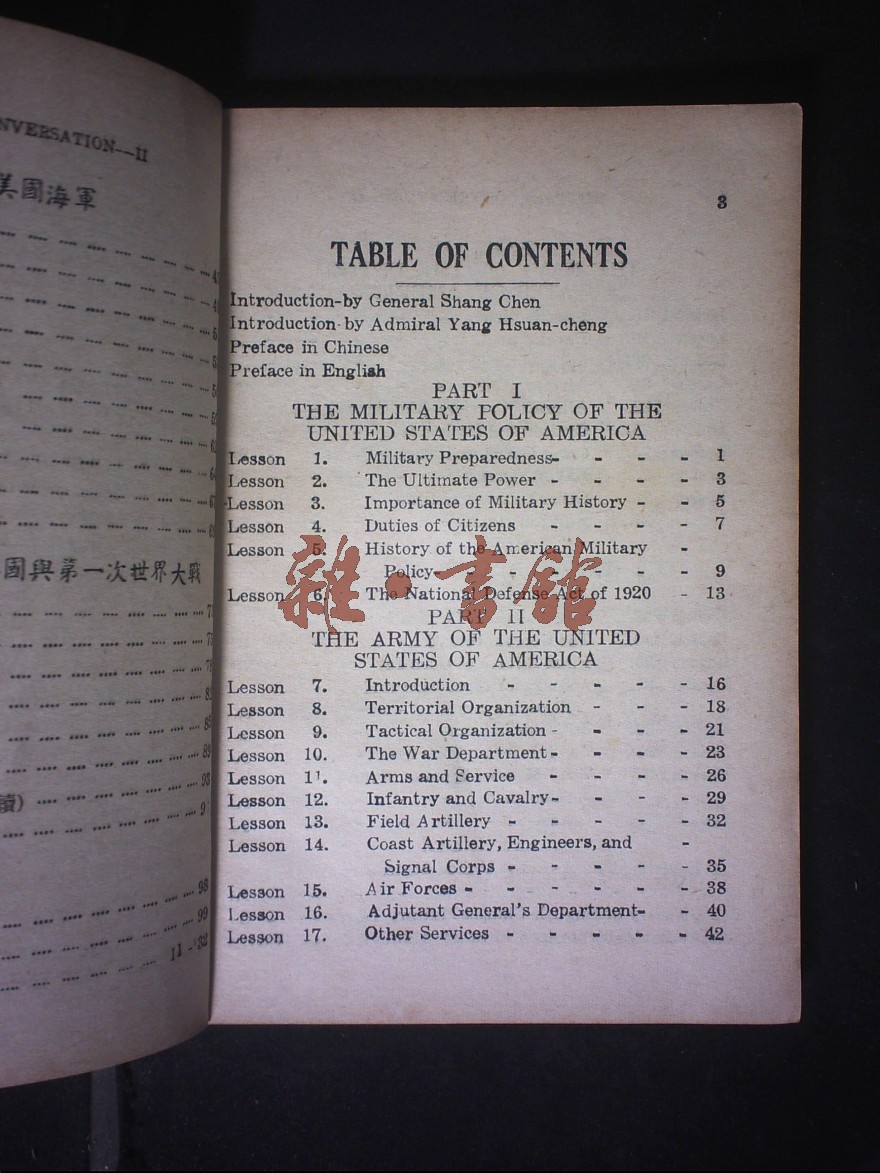 NVERSATION--II
美國海軍
國與第一次世界大戰
3
TABLE OF CONTENTS
Introduction-by General Shang Chen
Introduction-by Admiral Yang Hsuan-cheng
Preface in Chinese
Preface in English
PART I
THE MILITARY POLICY OF THE
UNITED STATES OF AMERICA
Lesson 1. Military Preparedness- - - - 1
Lesson 2. The Ultimate Power - - - - 3
Lesson 3. Importance of Military History - - 5
Lesson 4. Duties of Citizens - - - - 7
Lesson 5. History of the American Military -
Policy- - - - - - - 9
Lesson 6. The National Defense Act of 1920 - 13
PART II
THE ARMY OF THE UNITED
STATES OF AMERICA
Lesson 7. Introduction - - - - - 16
Lesson 8. Territorial Organization - - - 18
Lesson 9. Tactical Organization - - - - 21
Lesson 10. The War Department - - - - 23
Lesson 11. Arms and Service - - - - 26
Lesson 12. Infantry and Cavalry- - - - 29
Lesson 13. Field Artillery - - - - - 32
Lesson 14. Coast Artillery, Engineers, and -
Signal Corps - - - - - 35
Lesson 15. Air Forces - - - - - - 38
Lesson 16. Adjutant General's Department- - 40
Lesson 17. Other Services - - - - - 42
雜·書館